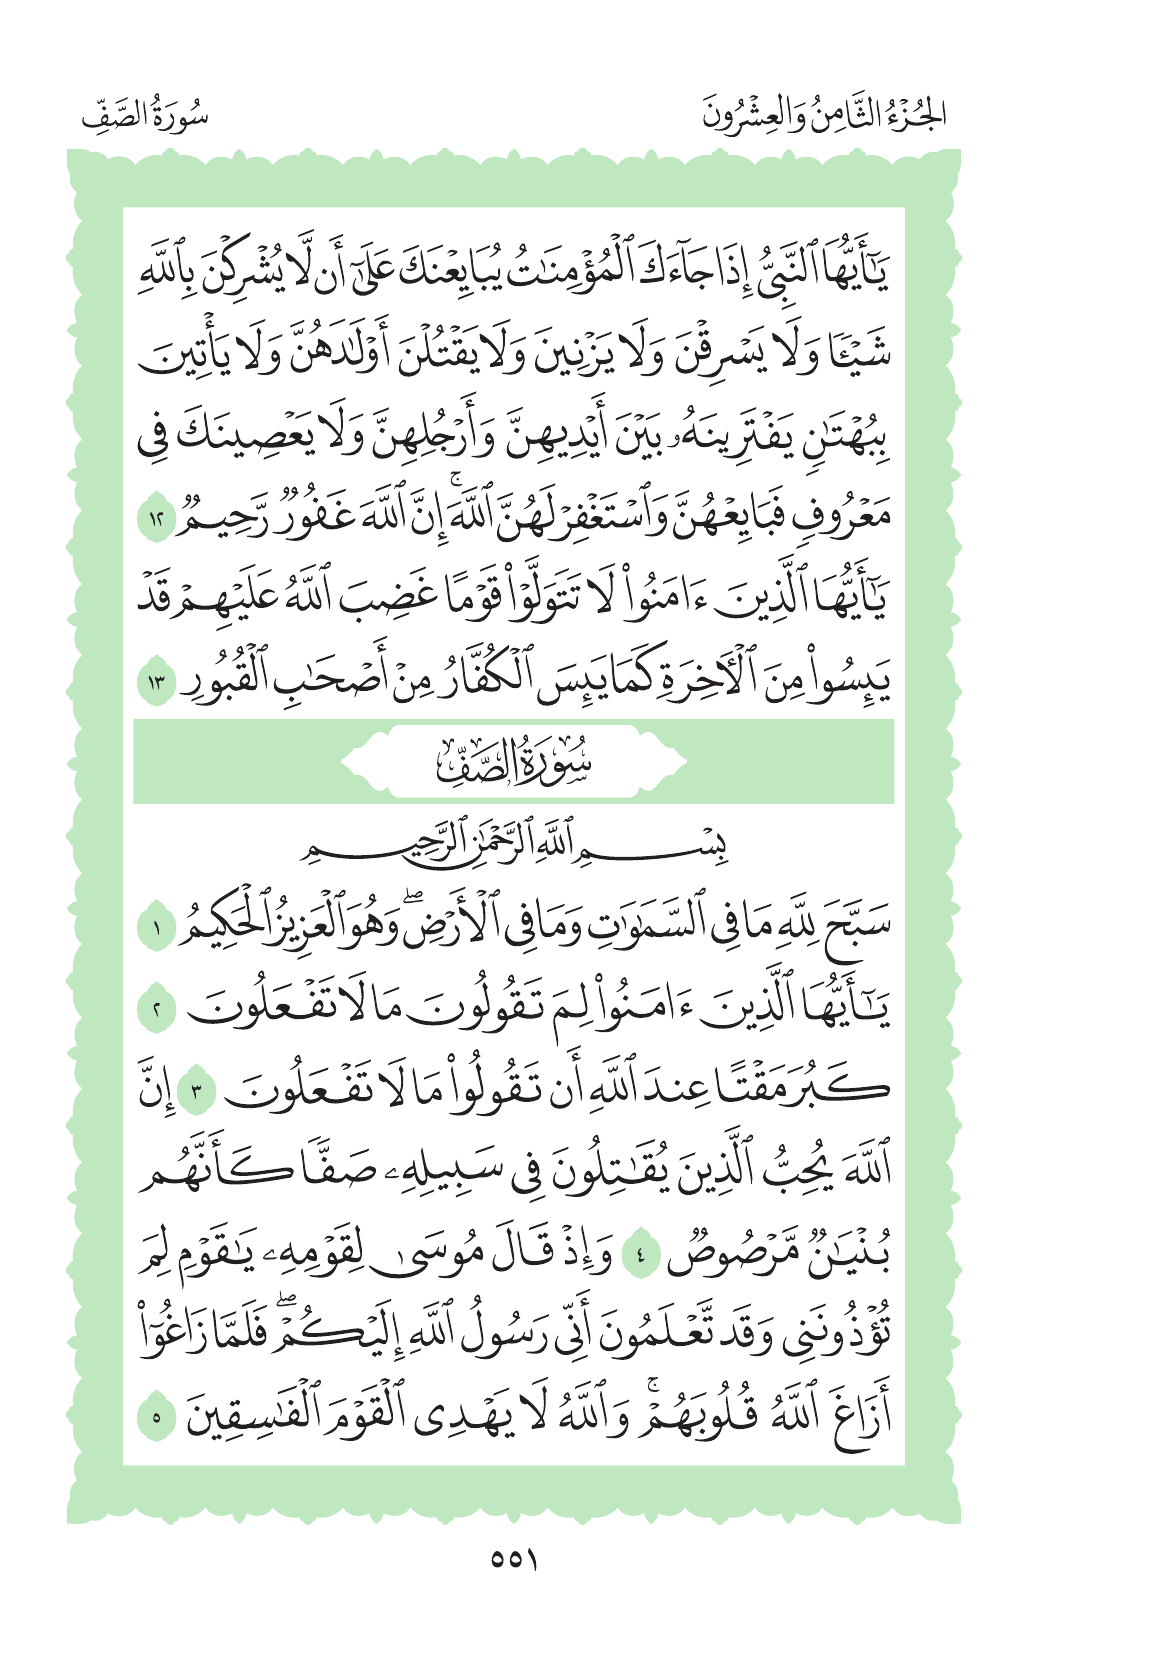 الجُزْءُ الثَّامِنُ وَالعِشْرُونَ
سُورَةُ الصَّفِّ
يَٰٓأَيُّهَا ٱلنَّبِيُّ إِذَا جَآءَكَ ٱلْمُؤْمِنَٰتُ يُبَايِعْنَكَ عَلَىٰٓ أَن لَّا يُشْرِكْنَ بِٱللَّهِ
شَيْـًٔا وَلَا يَسْرِقْنَ وَلَا يَزْنِينَ وَلَا يَقْتُلْنَ أَوْلَٰدَهُنَّ وَلَا يَأْتِينَ
بِبُهْتَٰنٍ يَفْتَرِينَهُۥ بَيْنَ أَيْدِيهِنَّ وَأَرْجُلِهِنَّ وَلَا يَعْصِينَكَ فِى
مَعْرُوفٍ فَبَايِعْهُنَّ وَٱسْتَغْفِرْ لَهُنَّ ٱللَّهَ ۚ إِنَّ ٱللَّهَ غَفُورٌ رَّحِيمٌ ١٢
يَٰٓأَيُّهَا ٱلَّذِينَ ءَامَنُوا۟ لَا تَتَوَلَّوْا۟ قَوْمًا غَضِبَ ٱللَّهُ عَلَيْهِمْ قَدْ
يَئِسُوا۟ مِنَ ٱلْـَٔاخِرَةِ كَمَا يَئِسَ ٱلْكُفَّارُ مِنْ أَصْحَٰبِ ٱلْقُبُورِ ١٣
سُورَةُ الصَّفِّ
بِسْمِ ٱللَّهِ ٱلرَّحْمَٰنِ ٱلرَّحِيمِ
سَبَّحَ لِلَّهِ مَا فِى ٱلسَّمَٰوَٰتِ وَمَا فِى ٱلْأَرْضِ ۖ وَهُوَ ٱلْعَزِيزُ ٱلْحَكِيمُ ١
يَٰٓأَيُّهَا ٱلَّذِينَ ءَامَنُوا۟ لِمَ تَقُولُونَ مَا لَا تَفْعَلُونَ ٢
كَبُرَ مَقْتًا عِندَ ٱللَّهِ أَن تَقُولُوا۟ مَا لَا تَفْعَلُونَ ٣ إِنَّ
ٱللَّهَ يُحِبُّ ٱلَّذِينَ يُقَٰتِلُونَ فِى سَبِيلِهِۦ صَفًّا كَأَنَّهُم
بُنْيَٰنٌ مَّرْصُوصٌ ٤ وَإِذْ قَالَ مُوسَىٰ لِقَوْمِهِۦ يَٰقَوْمِ لِمَ
تُؤْذُونَنِى وَقَد تَّعْلَمُونَ أَنِّى رَسُولُ ٱللَّهِ إِلَيْكُمْ ۖ فَلَمَّا زَاغُوٓا۟
أَزَاغَ ٱللَّهُ قُلُوبَهُمْ ۚ وَٱللَّهُ لَا يَهْدِى ٱلْقَوْمَ ٱلْفَٰسِقِينَ ٥
٥٥١